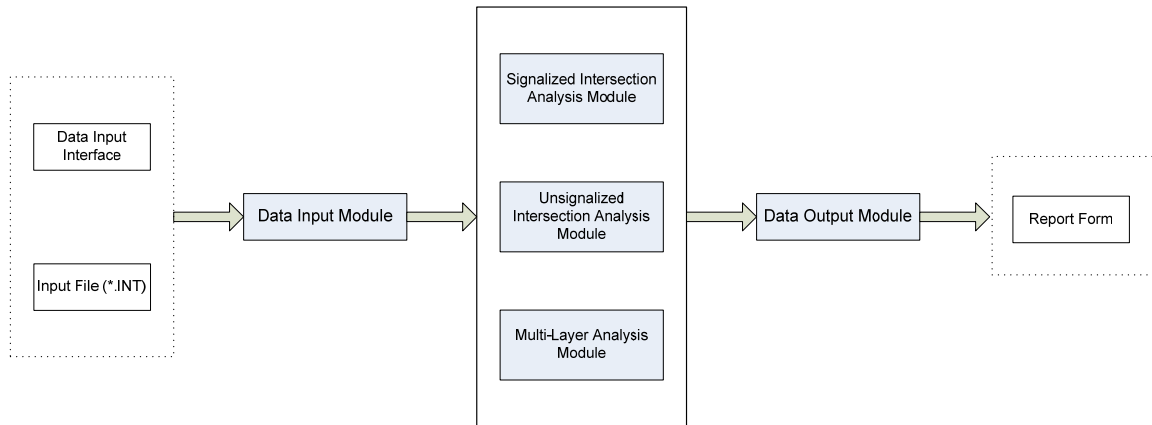 Data Input
Interface
Input File (*.INT)
Data Input Module
Signalized Intersection
Analysis Module
Unsignalized
Intersection Analysis
Module
Multi-Layer Analysis
Module
Data Output Module
Report Form